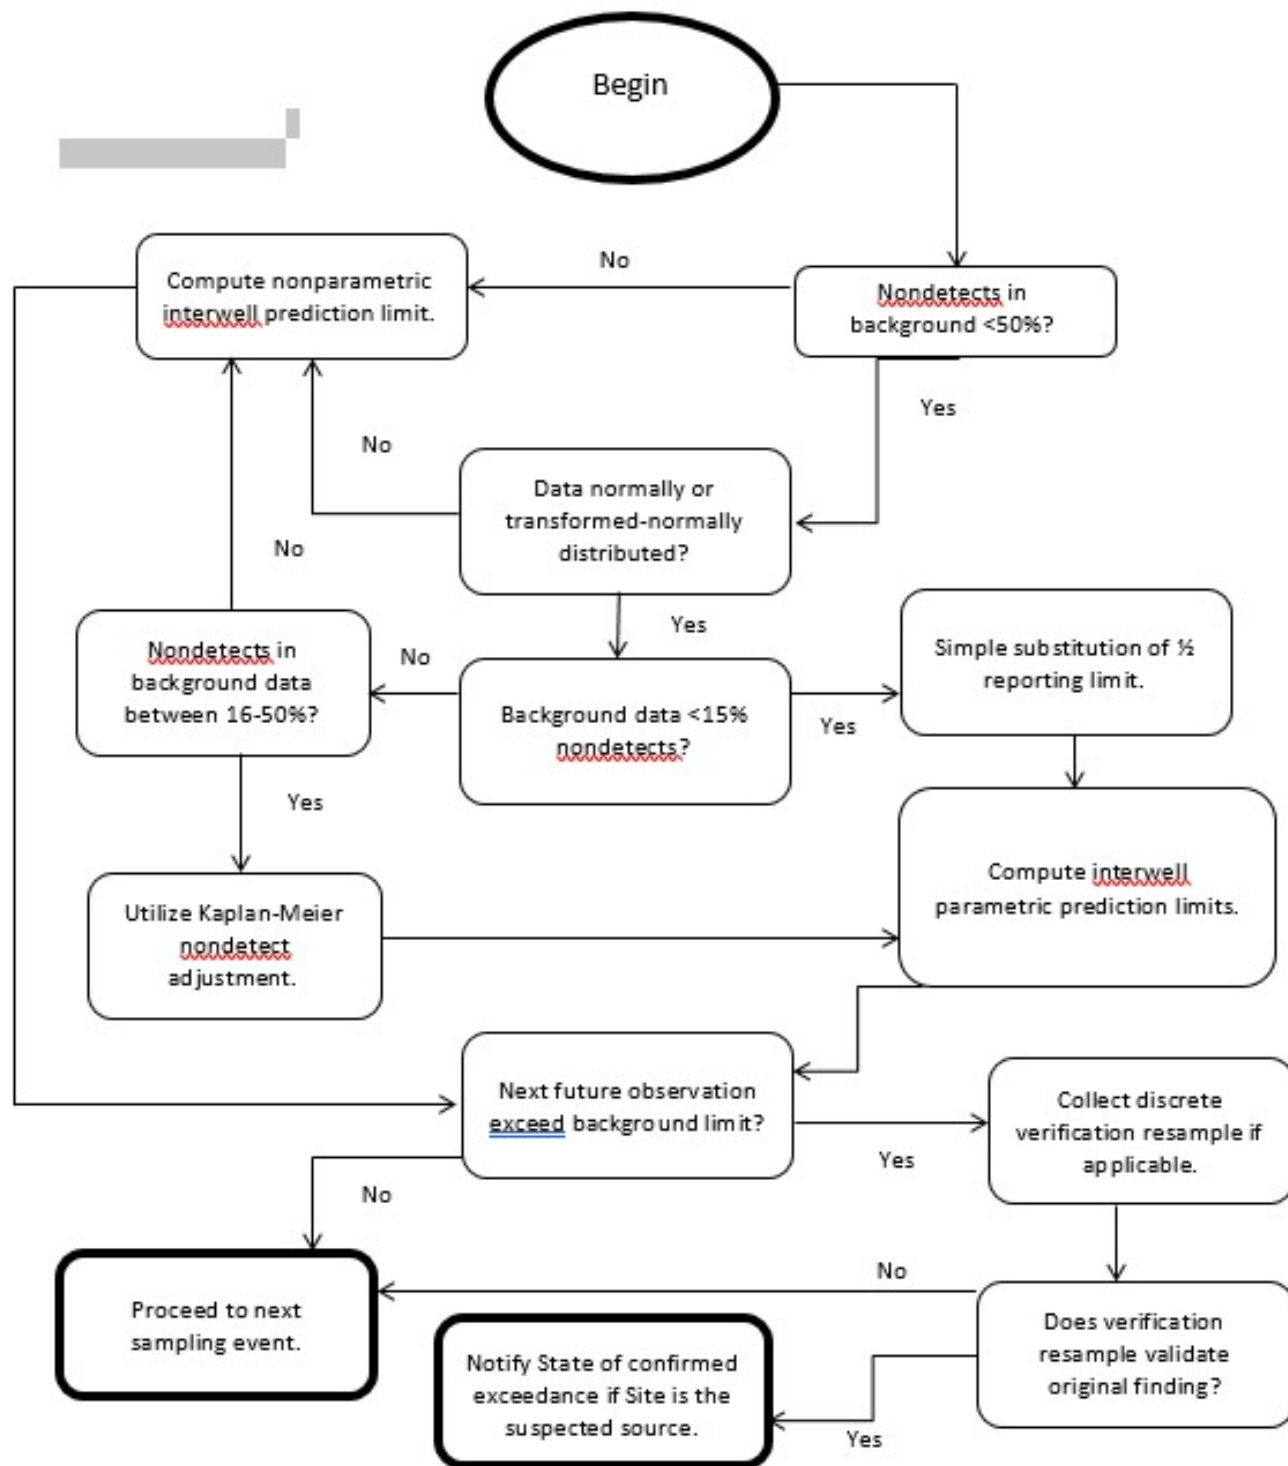 Begin
No
Compute nonparametric
interwell prediction limit.
Nondetects in
background <50%?
Yes
No
Data normally or
transformed-normally
distributed?
No
Yes
Nondetects in
background data
between 16-50%?
No
Background data <15%
nondetects?
Yes
Simple substitution of ½
reporting limit.
Yes
Compute interwell
parametric prediction limits.
Utilize Kaplan-Meier
nondetect
adjustment.
Next future observation
exceed background limit?
Yes
Collect discrete
verification resample if
applicable.
No
No
Proceed to next
sampling event.
Does verification
resample validate
original finding?
Notify State of confirmed
exceedance if Site is the
suspected source.
Yes